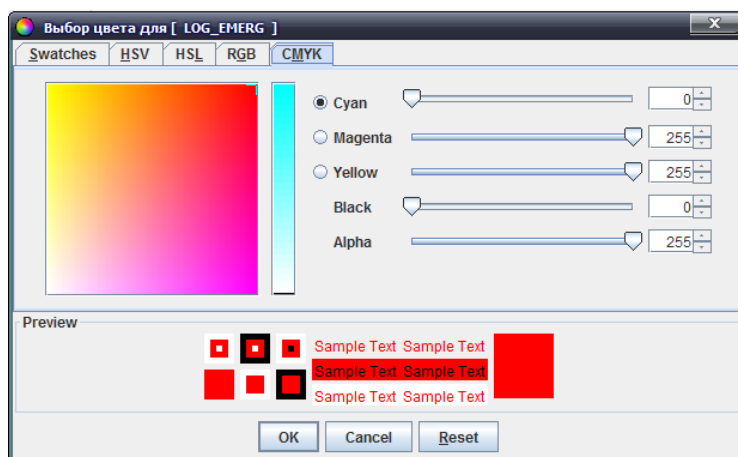 Выбор цвета для [ LOG_EMERG ]
Swatches HSV HSL RGB CMYK
Cyan 0
Magenta 255
Yellow 255
Black 0
Alpha 255
Preview
Sample Text Sample Text
Sample Text Sample Text
Sample Text Sample Text
OK Cancel Reset